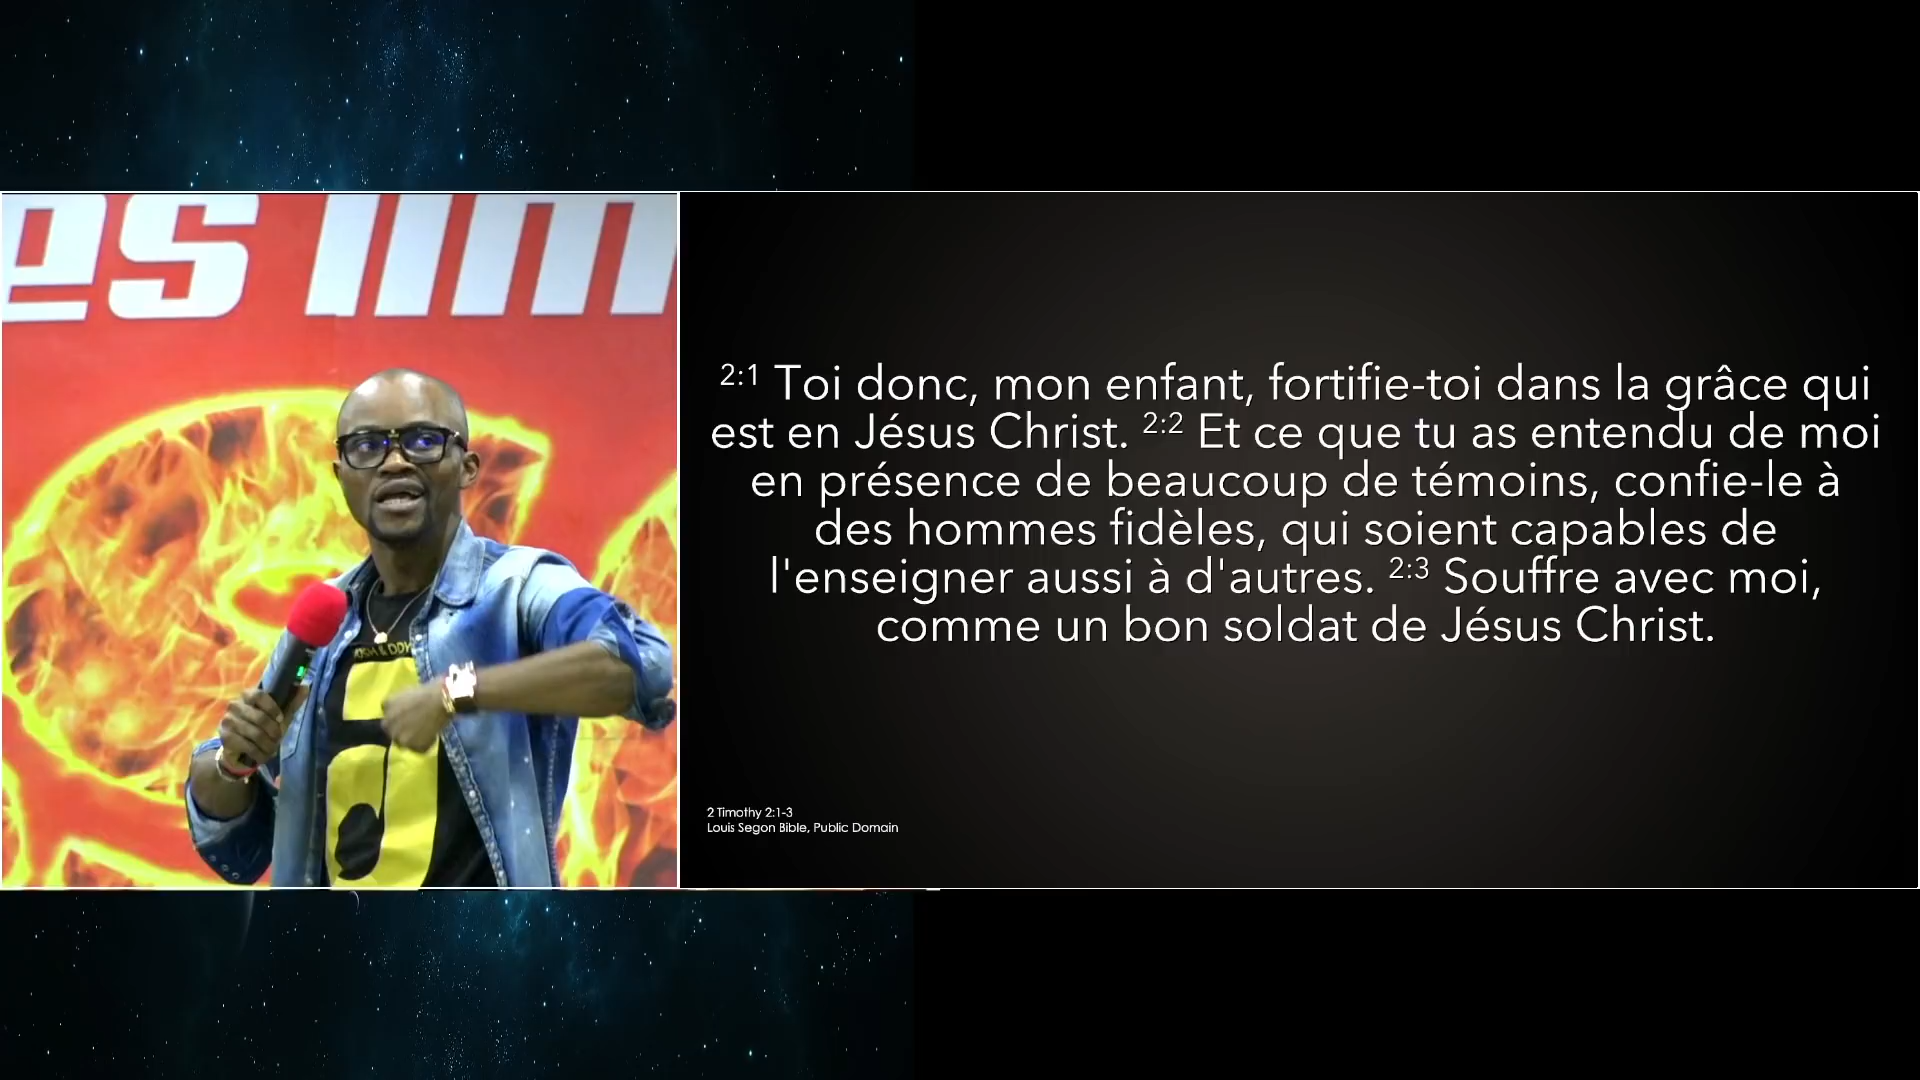 es lim
2:1 Toi donc, mon enfant, fortifie-toi dans la grâce qui
est en Jésus Christ. 2:2 Et ce que tu as entendu de moi
en présence de beaucoup de témoins, confie-le à
des hommes fidèles, qui soient capables de
l'enseigner aussi à d'autres. 2:3 Souffre avec moi,
comme un bon soldat de Jésus Christ.
2 Timothy 2:1-3
Louis Segon Bible, Public Domain